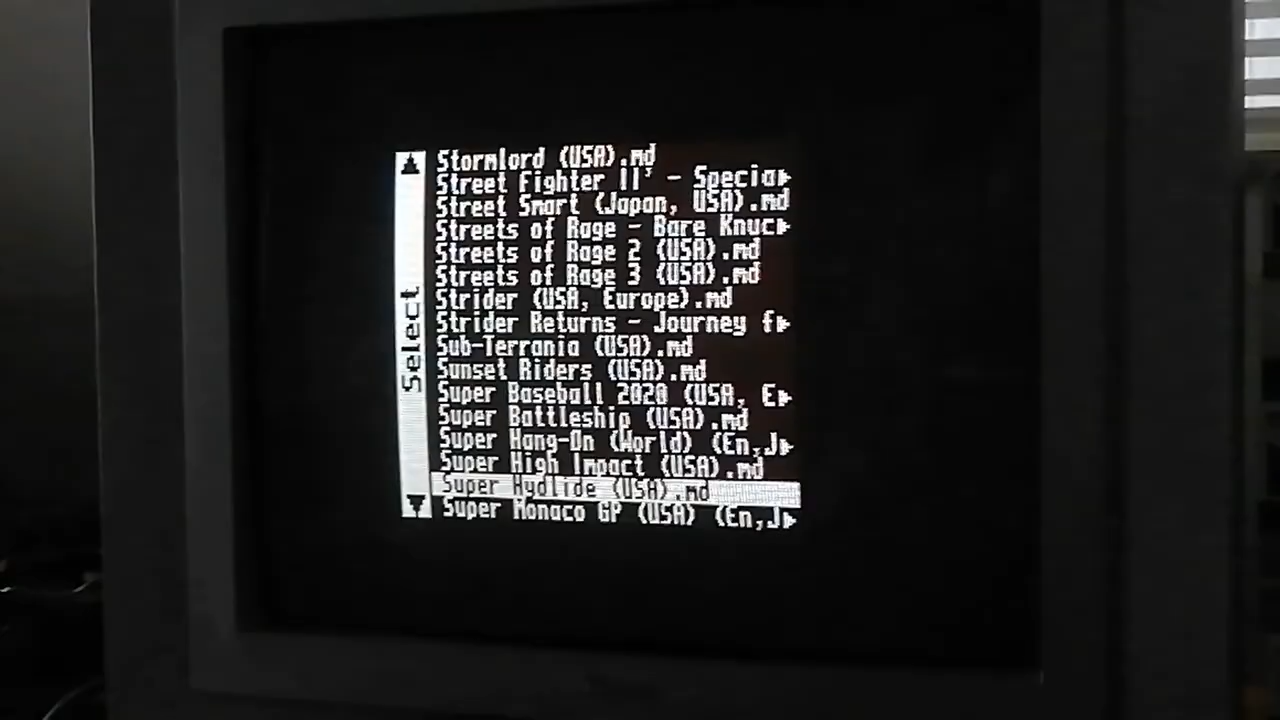 Select
Stormlord (USA).md
Street Fighter II' - Specia
Street Smart (Japan, USA).md
Streets of Rage - Bare Knuc
Streets of Rage 2 (USA).md
Streets of Rage 3 (USA).md
Strider (USA, Europe).md
Strider Returns - Journey f
Sub-Terrania (USA).md
Sunset Riders (USA).md
Super Baseball 2020 (USA, E
Super Battleship (USA).md
Super Hang-On (World) (En,J
Super High Impact (USA).md
Super Hydlide (USA).md
Super Monaco GP (USA) (En,J